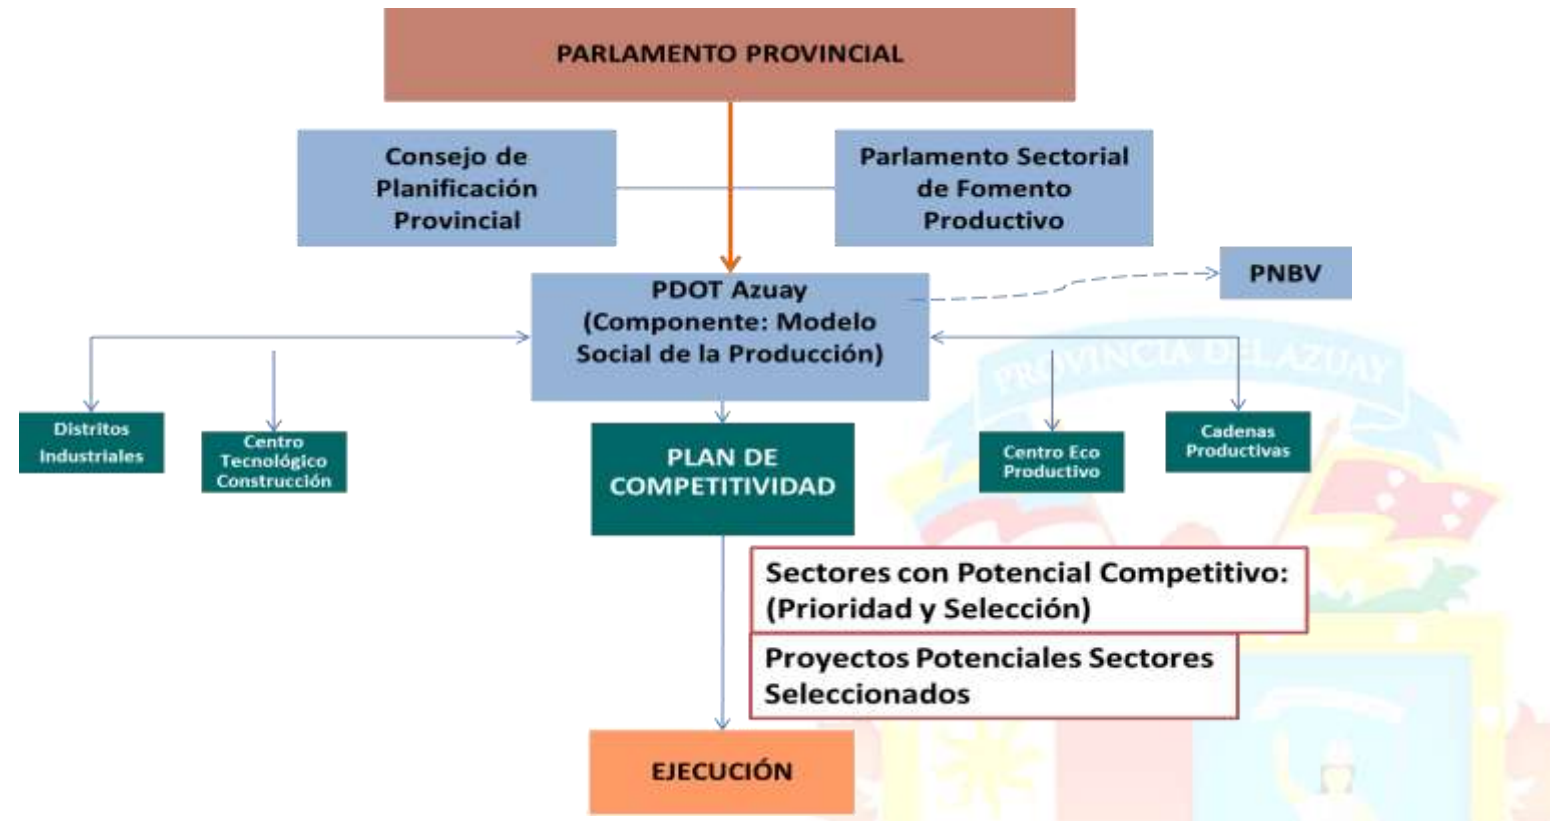 PARLAMENTO PROVINCIAL
Consejo de
Planificación
Provincial
Parlamento Sectorial
de Fomento
Productivo
PNBV
PDOT Azuay
(Componente: Modelo
Social de la Producción)
PROVINCIA DEL AZUAY
Distritos
Industriales
Centro
Tecnológico
Construcción
PLAN DE
COMPETITIVIDAD
Centro Eco
Productivo
Cadenas
Productivas
Sectores con Potencial Competitivo:
(Prioridad y Selección)
Proyectos Potenciales Sectores
Seleccionados
EJECUCIÓN